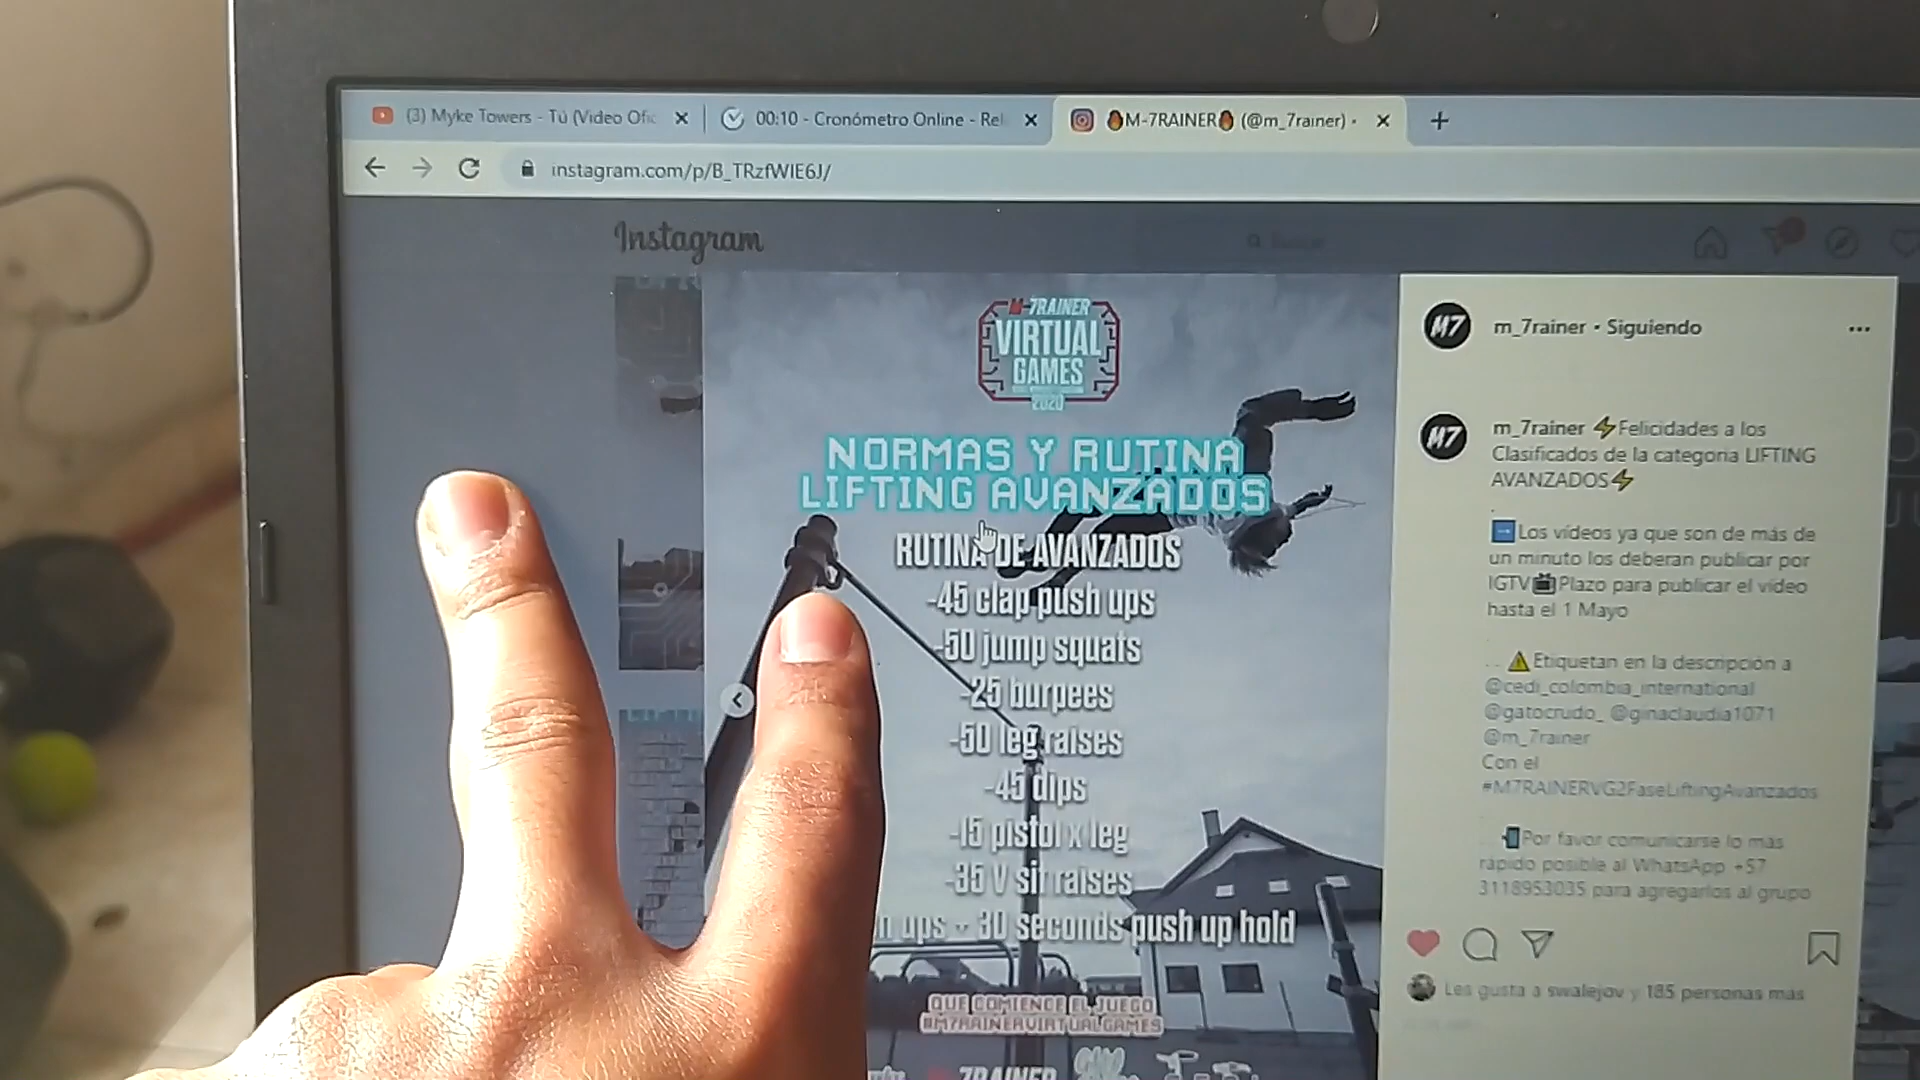 (3) Myke Towers - Tú (Video Ofic
00:10 - Cronómetro Online - Rel
M-7RAINER (@m_7rainer) •
instagram.com/p/B_TRzfWIE6J/
Instagram
Buscar
M-7RAINER
VIRTUAL
GAMES
2020
NORMAS Y RUTINA
LIFTING AVANZADOS
RUTINA DE AVANZADOS
-45 clap push ups
-50 jump squats
-25 burpees
-50 leg raises
-45 dips
-15 pistol x leg
-35 V sit raises
ups - 30 seconds push up hold
QUE COMIENCE EL JUEGO
#M7RAINERVIRTUALGAMES
7RAINER
M7
m_7rainer • Siguiendo
M7
m_7rainer ⚡Felicidades a los
Clasificados de la categoria LIFTING
AVANZADOS⚡
.
Los vídeos ya que son de más de
un minuto los deberan publicar por
IGTV📺Plazo para publicar el vídeo
hasta el 1 Mayo
. . ⚠Etiquetan en la descripción a
@cedi_colombia_international
@gatocrudo_ @ginaclaudia1071
@m_7rainer
Con el
#M7RAINERVG2FaseLiftingAvanzados
📲Por favor comunicarse lo más
rápido posible al WhatsApp +57
3118953035 para agregarlos al grupo
Les gusta a swalejov y 185 personas más